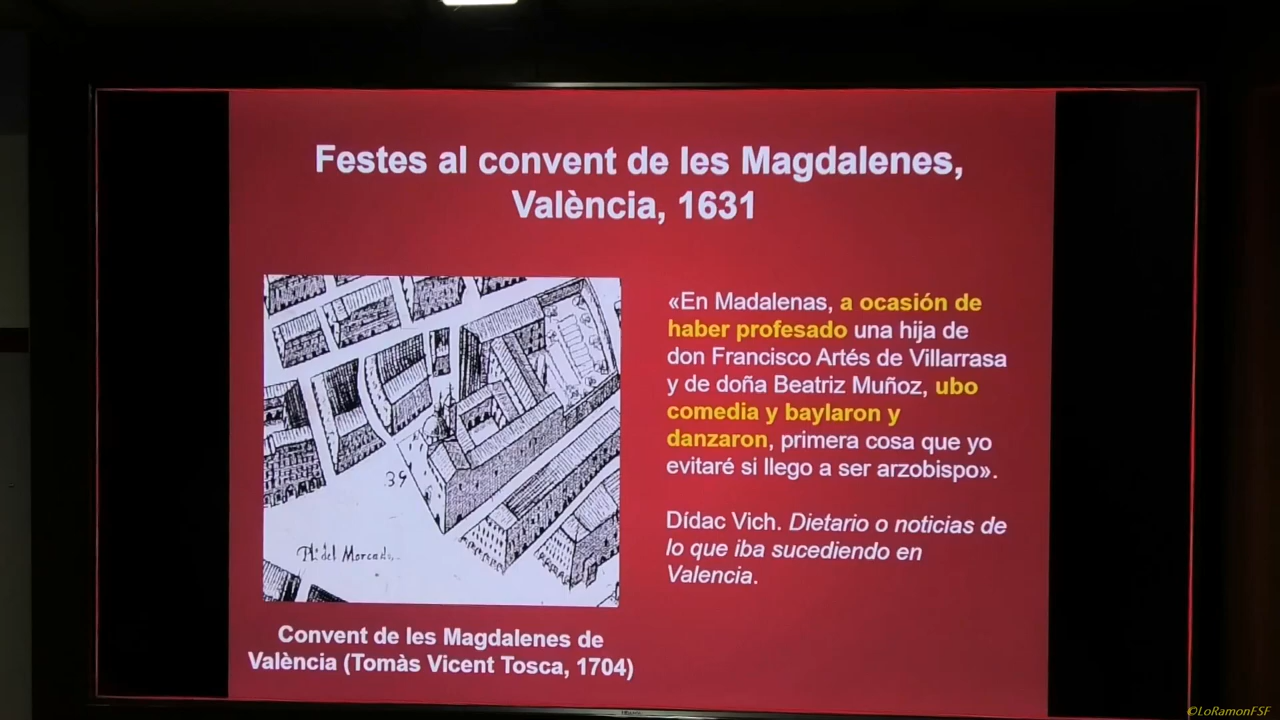 Festes al convent de les Magdalenes,
València, 1631
«En Madalenas, a ocasión de
haber profesado una hija de
don Francisco Artés de Villarrasa
y de doña Beatriz Muñoz, ubo
comedia y baylaron y
danzaron, primera cosa que yo
evitaré si llego a ser arzobispo».
Dídac Vich. Dietario o noticias de
lo que iba sucediendo en
Valencia.
39
Plª. del Mercado
Convent de les Magdalenes de
València (Tomàs Vicent Tosca, 1704)
©LoRamonFSF